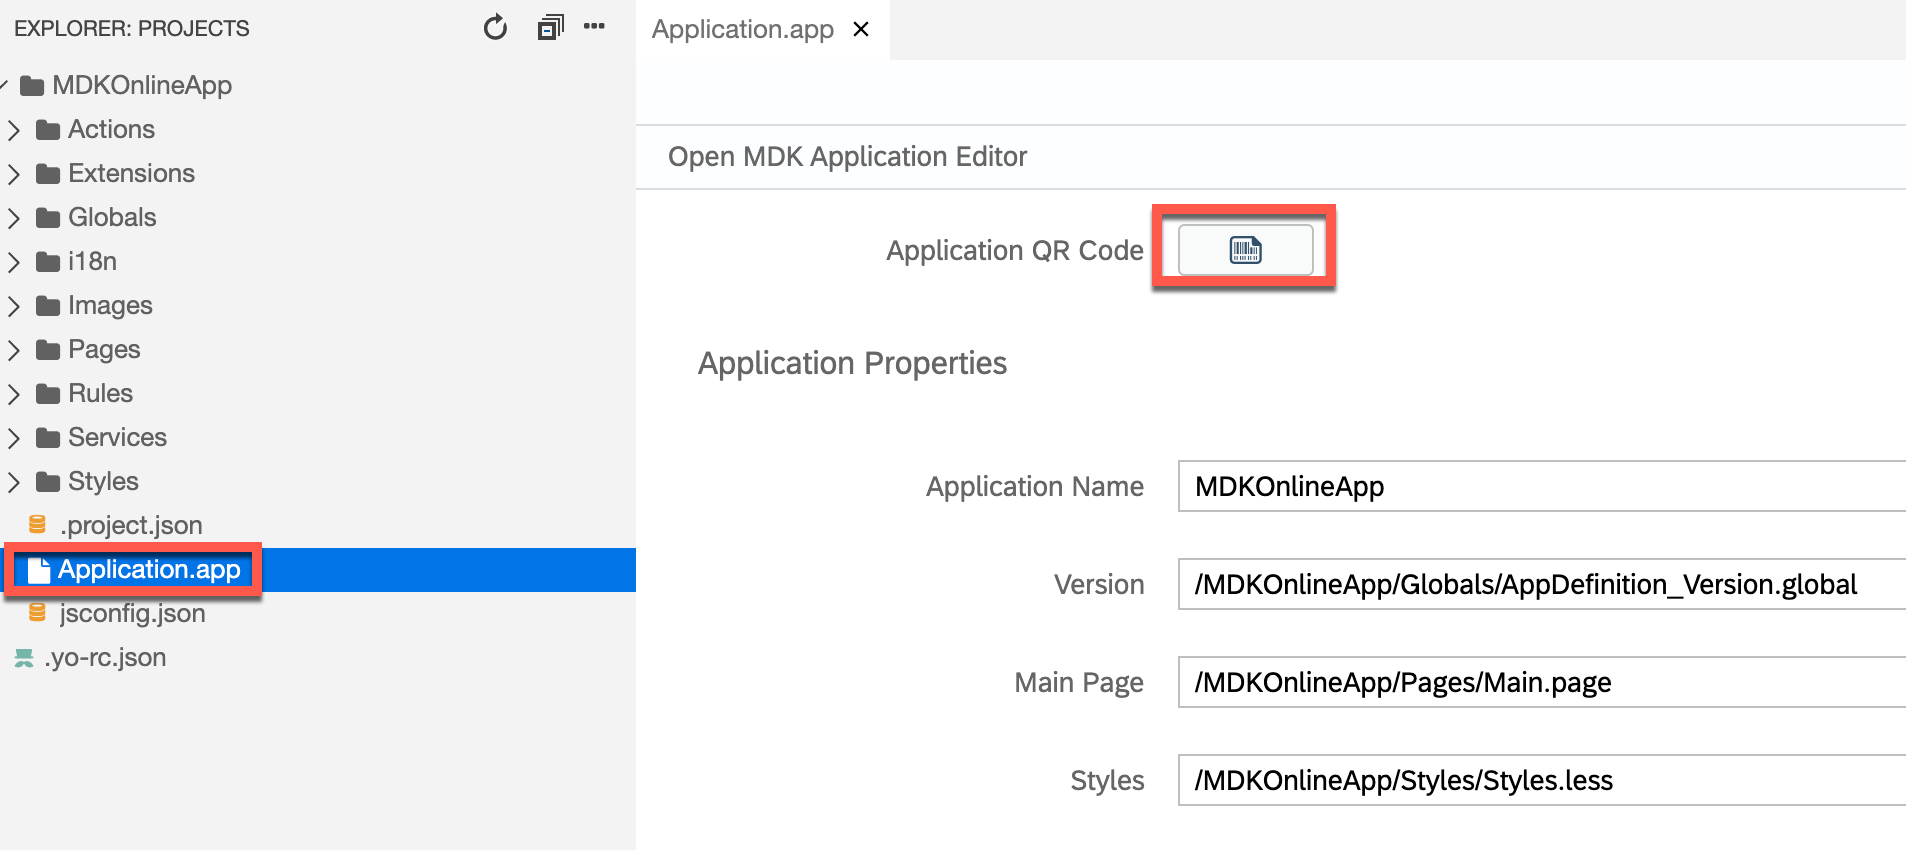 EXPLORER: PROJECTS
MDKOnlineApp
Actions
Extensions
Globals
i18n
Images
Pages
Rules
Services
Styles
.project.json
Application.app
jsconfig.json
.yo-rc.json
Application.app
Open MDK Application Editor
Application QR Code
Application Properties
Application Name MDKOnlineApp
Version /MDKOnlineApp/Globals/AppDefinition_Version.global
Main Page /MDKOnlineApp/Pages/Main.page
Styles /MDKOnlineApp/Styles/Styles.less